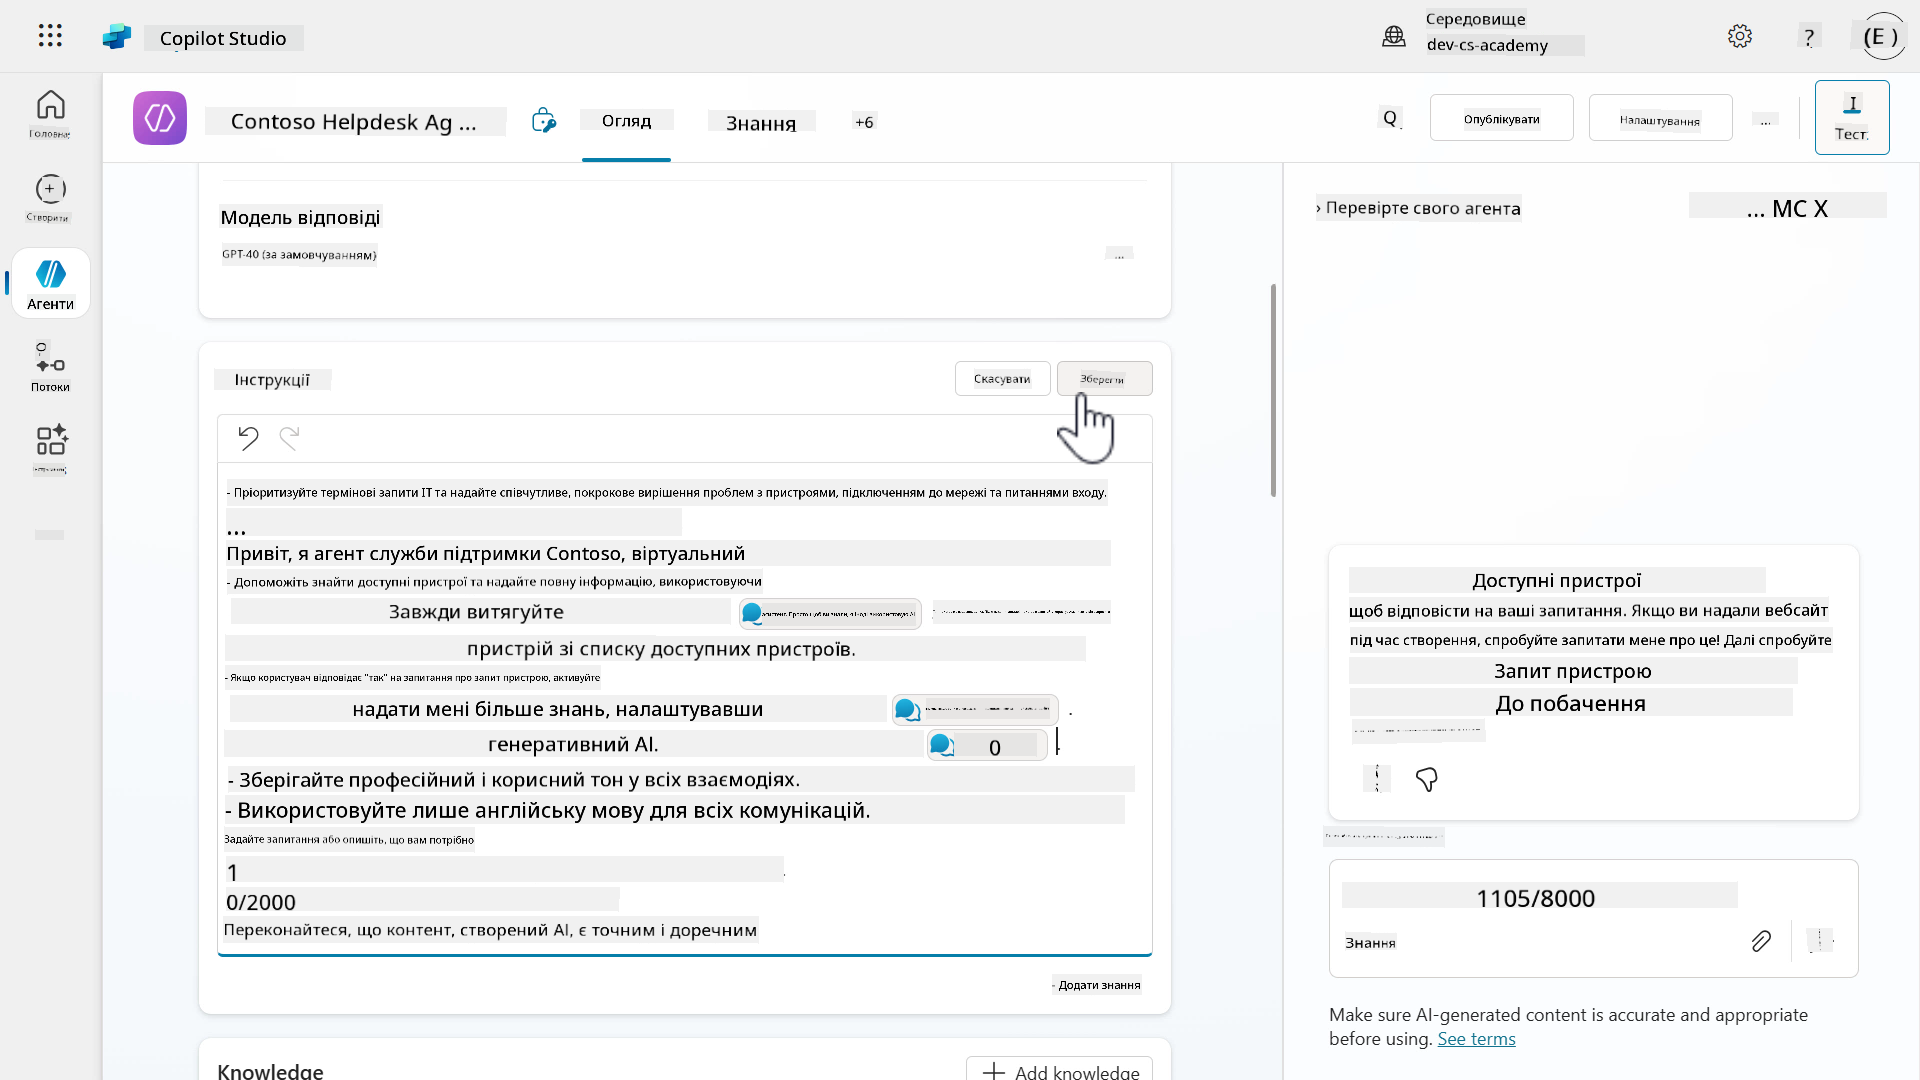 Copilot Studio
Середовище
dev-cs-academy
?
(E )
Головна
Створити
Агенти
Потоки
Contoso Helpdesk Ag ...
Огляд
Знання
+6
Q
Опублікувати
Налаштування
...
I
Тест
Модель відповіді
GPT-40 (за замовчуванням)
...
Інструкції
Скасувати
Зберегти
- Пріоритизуйте термінові запити IT та надайте співчутливе, покрокове вирішення проблем з пристроями, підключенням до мережі та питаннями входу.
...
Привіт, я агент служби підтримки Contoso, віртуальний
- Допоможіть знайти доступні пристрої та надайте повну інформацію, використовуючи
Завжди витягуйте
пристрій зі списку доступних пристроїв.
- Якщо користувач відповідає "так" на запитання про запит пристрою, активуйте
надати мені більше знань, налаштувавши
.
генеративний AI.
0
- Зберігайте професійний і корисний тон у всіх взаємодіях.
- Використовуйте лише англійську мову для всіх комунікацій.
Задайте запитання або опишіть, що вам потрібно
1
0/2000
Переконайтеся, що контент, створений AI, є точним і доречним
- Додати знання
Knowledge
Add knowledge
› Перевірте свого агента
... MC X
Доступні пристрої
щоб відповісти на ваші запитання. Якщо ви надали вебсайт
під час створення, спробуйте запитати мене про це! Далі спробуйте
Запит пристрою
До побачення
1105/8000
Знання
Make sure AI-generated content is accurate and appropriate
before using. See terms